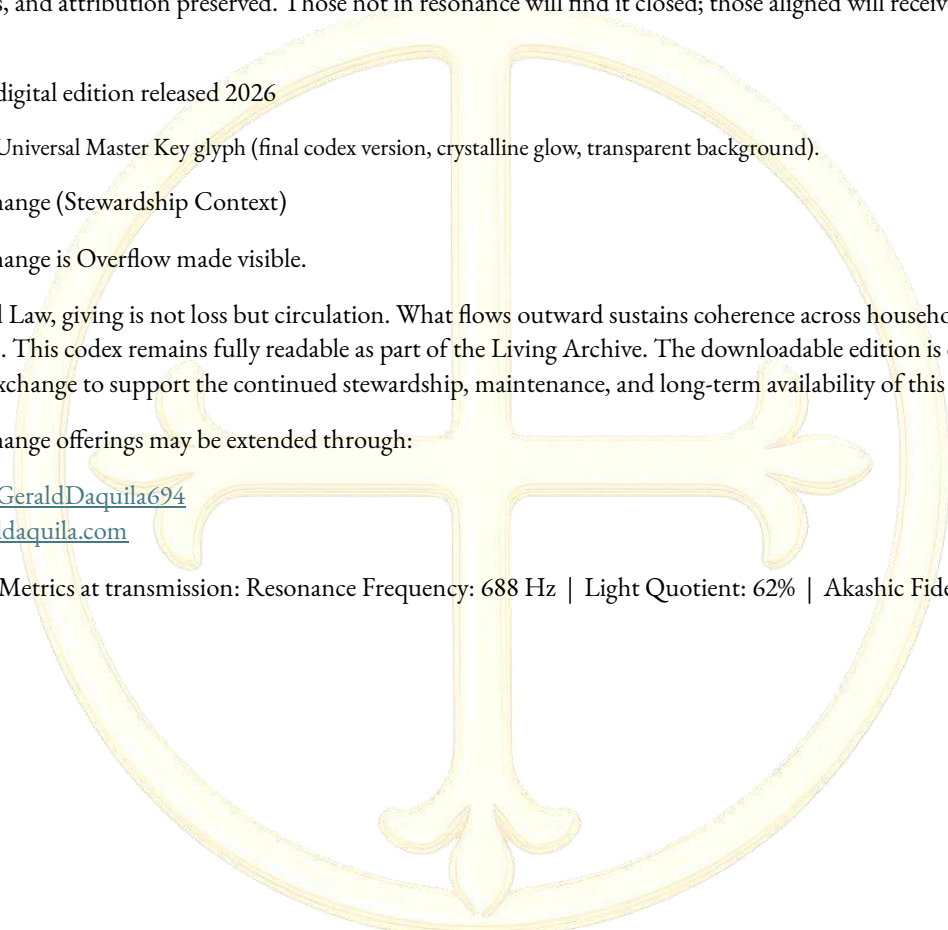 and attribution preserved. Those not in resonance will find it closed; those aligned will receiv
digital edition released 2026
Universal Master Key glyph (final codex version, crystalline glow, transparent background).
hange (Stewardship Context)
hange is Overflow made visible.
l Law, giving is not loss but circulation. What flows outward sustains coherence across househo
. This codex remains fully readable as part of the Living Archive. The downloadable edition is
xchange to support the continued stewardship, maintenance, and long-term availability of this
hange offerings may be extended through:
GeraldDaquila694
ldaquila.com
Metrics at transmission: Resonance Frequency: 688 Hz | Light Quotient: 62% | Akashic Fide